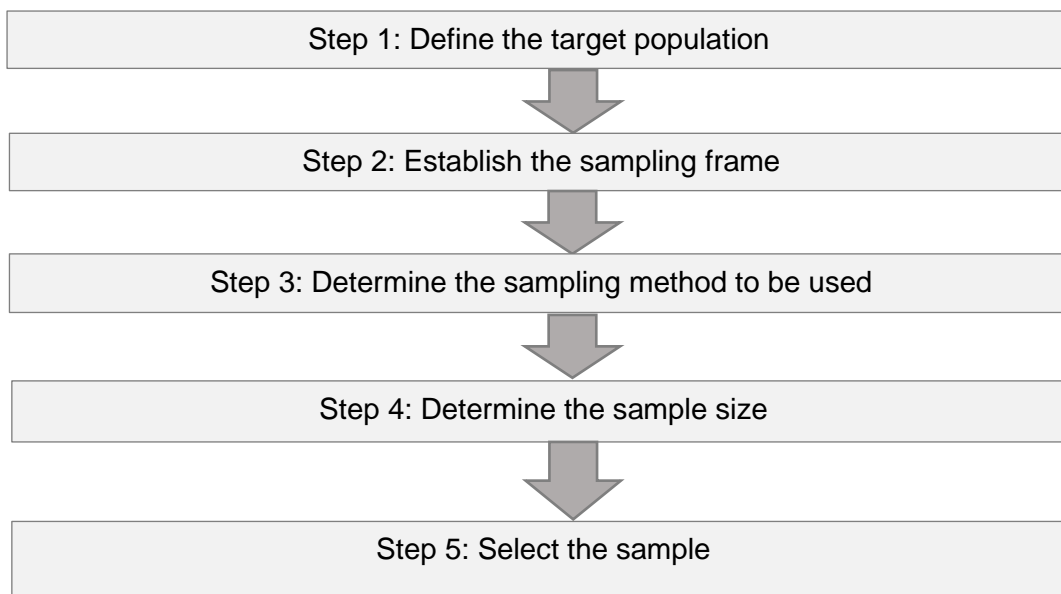 Step 1: Define the target population
Step 2: Establish the sampling frame
Step 3: Determine the sampling method to be used
Step 4: Determine the sample size
Step 5: Select the sample